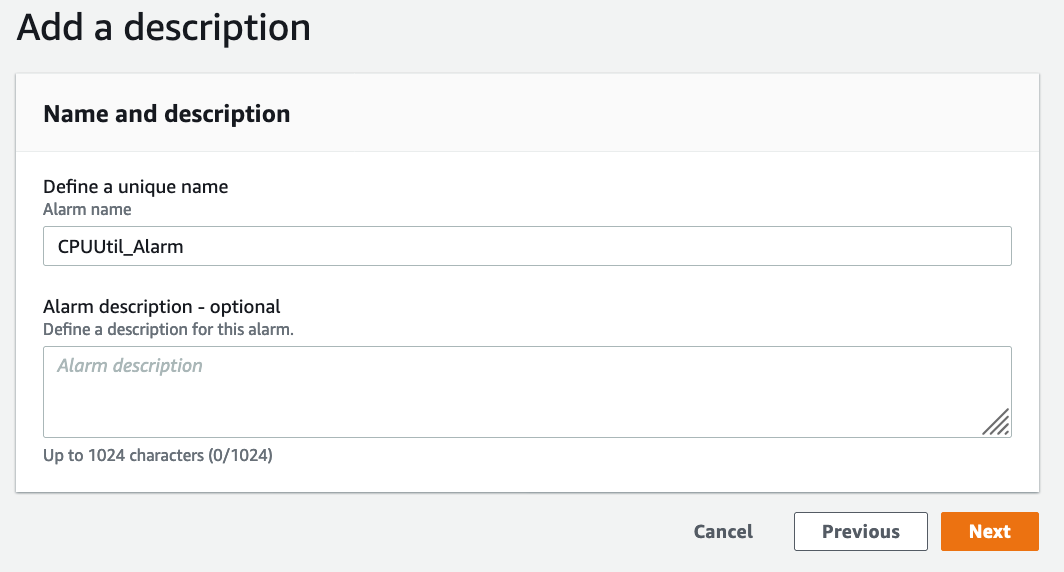 Add a description
Name and description
Define a unique name
Alarm name
CPUUtil_Alarm
Alarm description - optional
Define a description for this alarm.
Alarm description
Up to 1024 characters (0/1024)
Cancel
Previous
Next